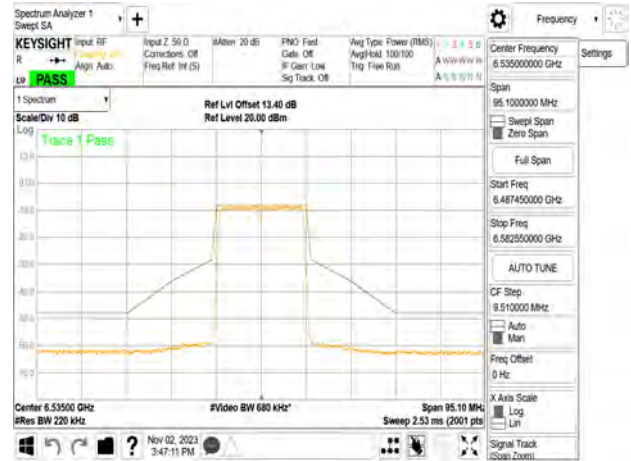 Spectrum Analyzer 1
Swept SA
Frequency
KEYSIGHT
Input: RF
Input Z: 50 Ω
#Atten: 20 dB
PNO: Fast
Avg Type: Power (RMS)
Corrections: Off
Gate: Off
Avg|Hold: 100/100
R
Align: Auto
Freq Ref: Int (S)
IF Gain: Low
Trig: Free Run
Sig Track: Off
PASS
1 Spectrum
Scale/Div 10 dB
Ref Lvl Offset 13.40 dB
Ref Level 20.00 dBm
Log
Trace 1 Pass
Center 6.53500 GHz
#Video BW 680 kHz*
Span 95.10 MHz
#Res BW 220 kHz
Sweep 2.53 ms (2001 pts
Nov 02, 2023
3:47:11 PM
Center Frequency
6.535000000 GHz
Settings
Span
95.1000000 MHz
Swept Span
Zero Span
Full Span
Start Freq
6.487450000 GHz
Stop Freq
6.582550000 GHz
AUTO TUNE
CF Step
9.510000 MHz
Auto
Man
Freq Offset
0 Hz
X Axis Scale
Log
Lin
Signal Track
(Span Zoom)